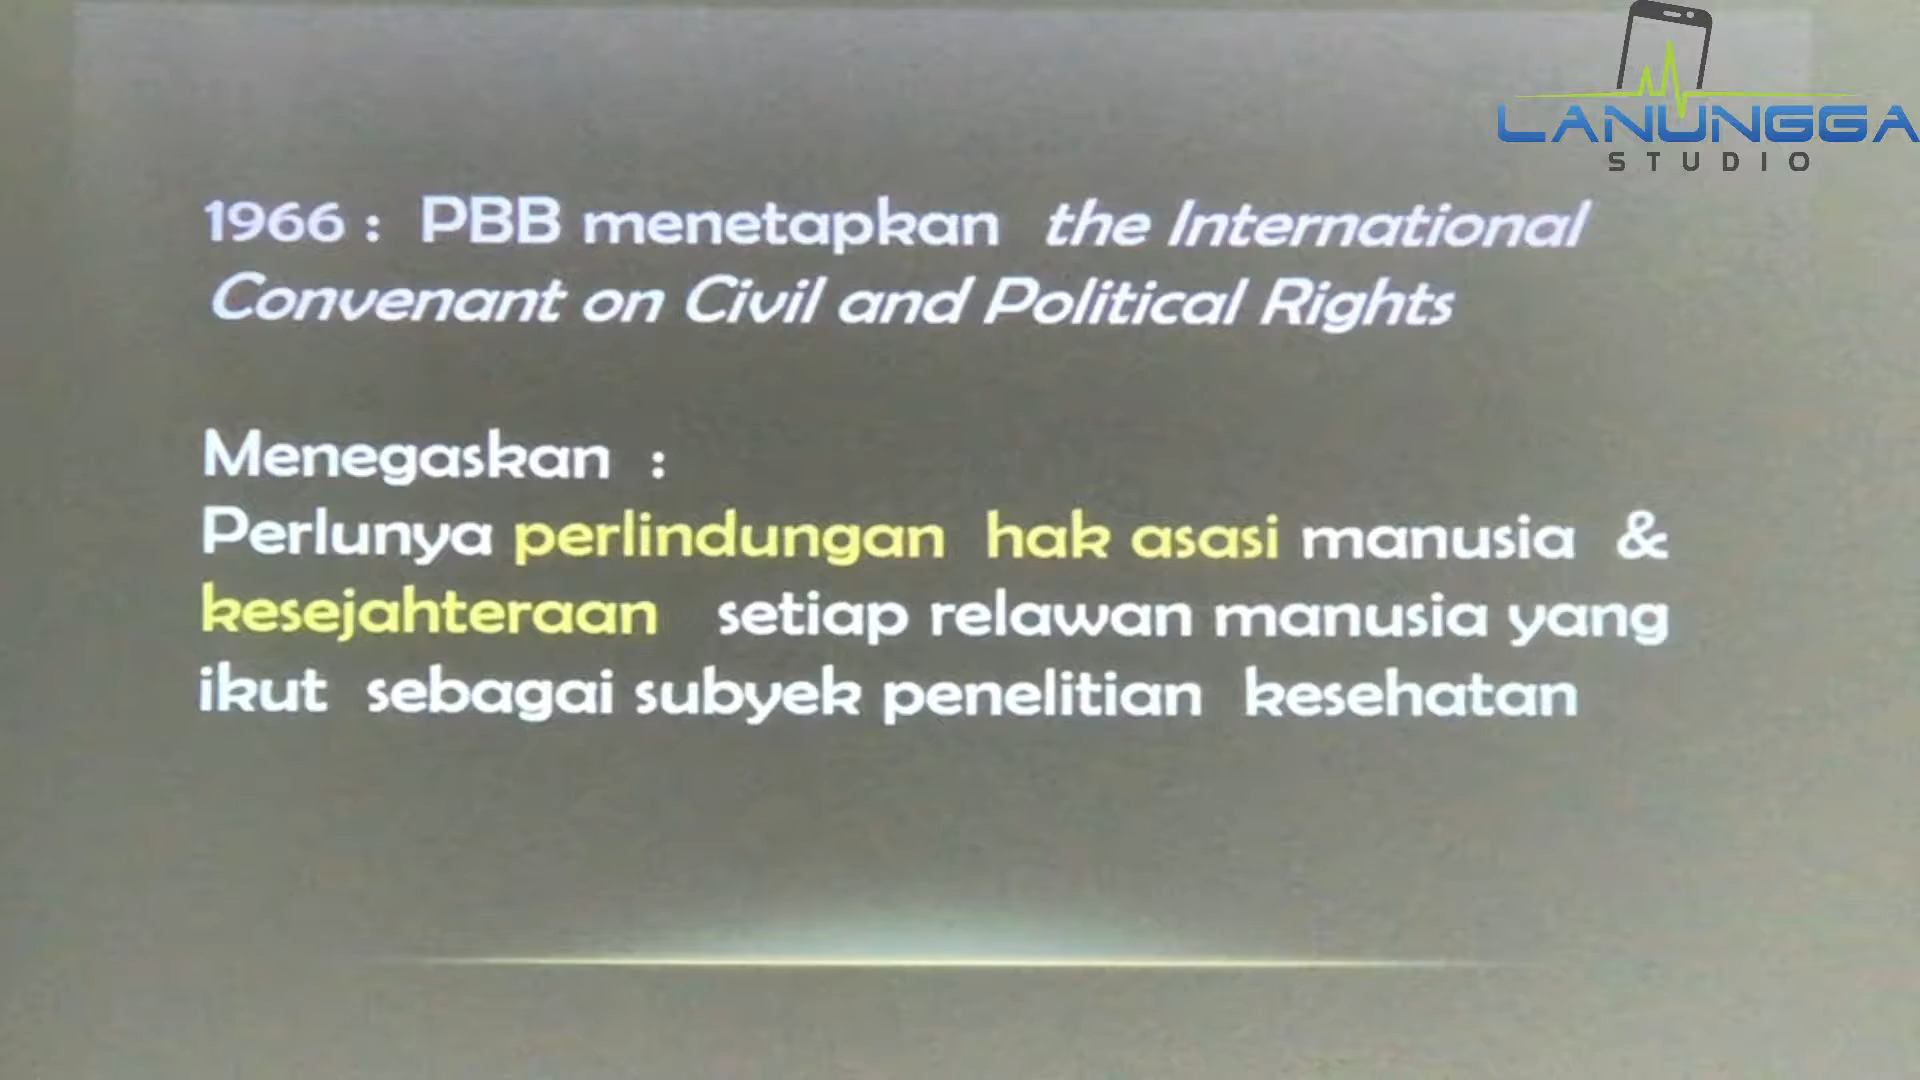 LANUNGGA
STUDIO
1966 : PBB menetapkan the International
Convenant on Civil and Political Rights
Menegaskan :
Perlunya perlindungan hak asasi manusia &
kesejahteraan setiap relawan manusia yang
ikut sebagai subyek penelitian kesehatan